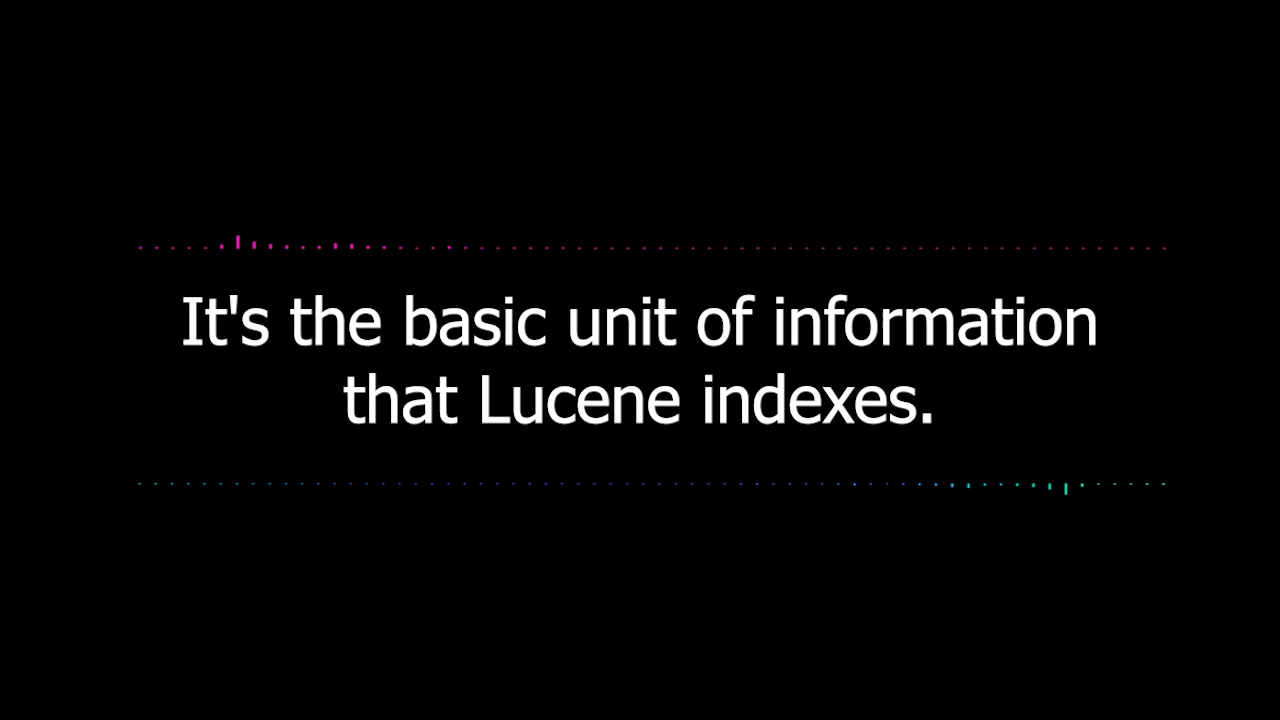 It's the basic unit of information
that Lucene indexes.